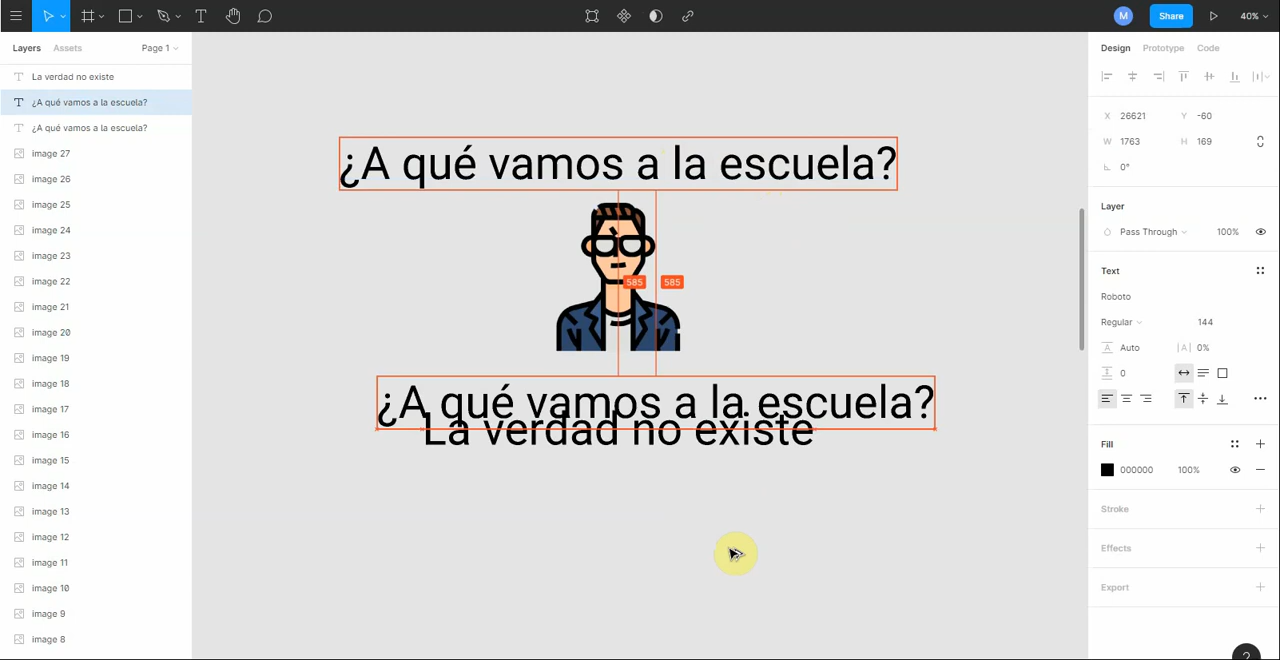 M
Share
40%
Layers
Assets
Page 1
La verdad no existe
¿A qué vamos a la escuela?
¿A qué vamos a la escuela?
image 27
image 26
image 25
image 24
image 23
image 22
image 21
image 20
image 19
image 18
image 17
image 16
image 15
image 14
image 13
image 12
image 11
image 10
image 9
image 8
¿A qué vamos a la escuela?
585
585
¿A qué vamos a la escuela?
La verdad no existe
Design
Prototype
Code
X 26621 Y -60
W 1763 H 169
0°
Layer
Pass Through 100%
Text
Roboto
Regular 144
A Auto |A| 0%
0
Fill
000000 100%
Stroke
Effects
Export
?